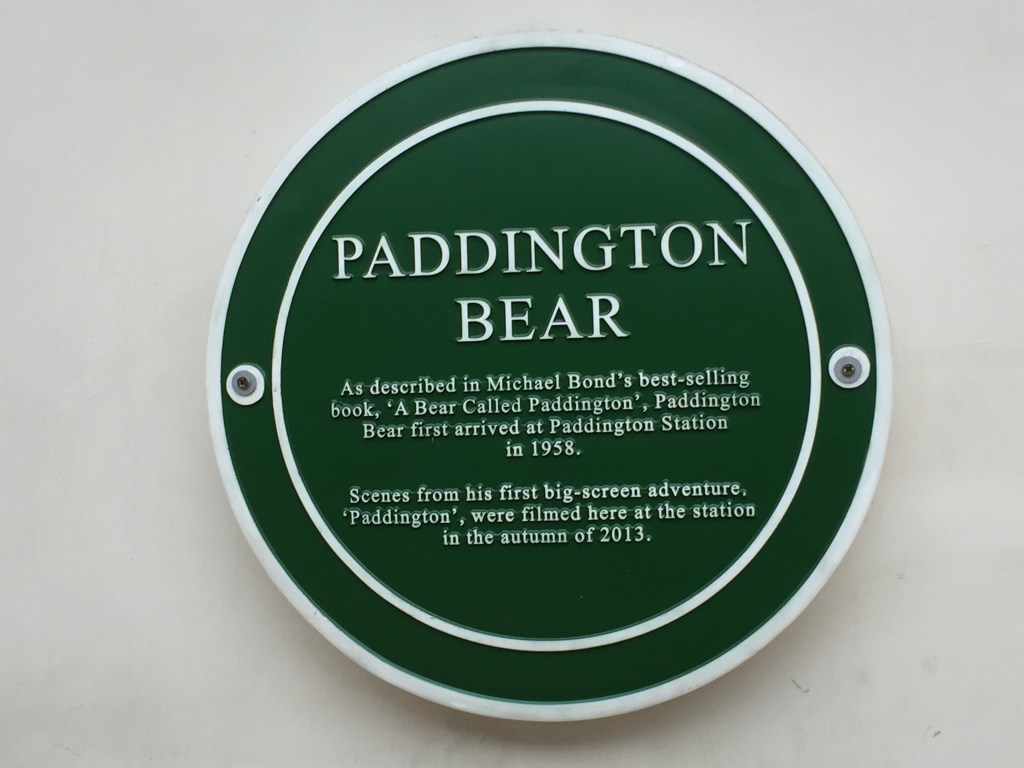 PADDINGTON
BEAR
As described in Michael Bond's best-selling
book, 'A Bear Called Paddington', Paddington
Bear first arrived at Paddington Station
in 1958.
Scenes from his first big-screen adventure,
'Paddington', were filmed here at the station
in the autumn of 2013.